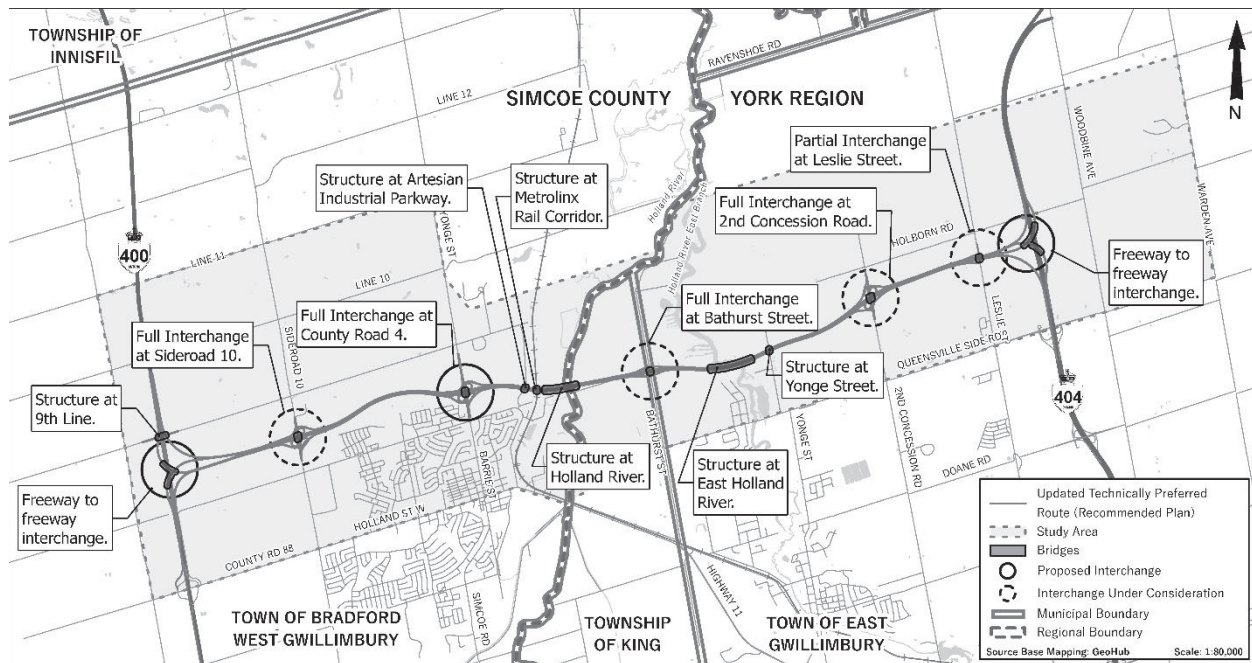 TOWNSHIP OF
INNISFIL
SIMCOE COUNTY
YORK REGION
RAVENSHOE RD
LINE 12
N
WOODBINE AVE
WARDEN AVE
Partial Interchange
at Leslie Street.
Structure at Artesian
Industrial Parkway.
Structure at
Metrolinx
Rail Corridor.
Holland River
Holland River East Branch
Full Interchange at
2nd Concession Road.
YONGE ST
HOLBORN RD
400
LINE 11
LINE 10
Freeway to
freeway
interchange.
Full Interchange
at Sideroad 10.
SIDEROAD 10
Full Interchange at
County Road 4.
Full Interchange
at Bathurst Street.
LESLIE ST
QUEENSVILLE SIDE RD
Structure at
Yonge Street.
404
Structure at
9th Line.
BATHURST ST
2ND CONCESSION RD
YONGE ST
BARRIE ST
Structure at
Holland River.
Structure at
East Holland
River.
DOANE RD
Freeway to
freeway
interchange.
HOLLAND ST W
COUNTY RD 88
SIMCOE RD
HIGHWAY 11
TOWN OF BRADFORD
WEST GWILLIMBURY
TOWNSHIP
OF KING
TOWN OF EAST
GWILLIMBURY
Updated Technically Preferred
Route (Recommended Plan)
Study Area
Bridges
Proposed Interchange
Interchange Under Consideration
Municipal Boundary
Regional Boundary
Source Base Mapping: GeoHub
Scale: 1:80,000